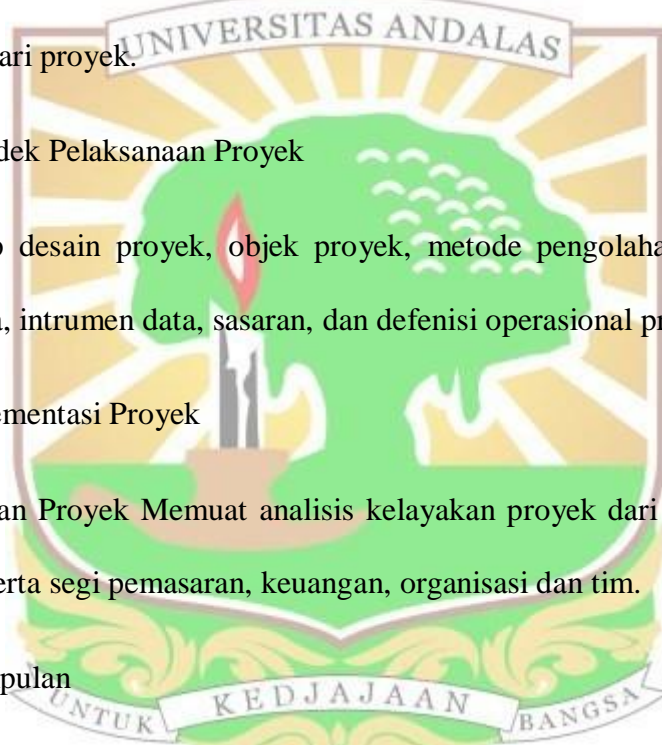 UNIVERSITAS ANDALAS
ari proyek.
dek Pelaksanaan Proyek
desain proyek, objek proyek, metode pengolaha
, intrumen data, sasaran, dan defenisi operasional pr
ementasi Proyek
an Proyek Memuat analisis kelayakan proyek dari
erta segi pemasaran, keuangan, organisasi dan tim.
pulan
UNTUK KEDJAJAAN BANGSA